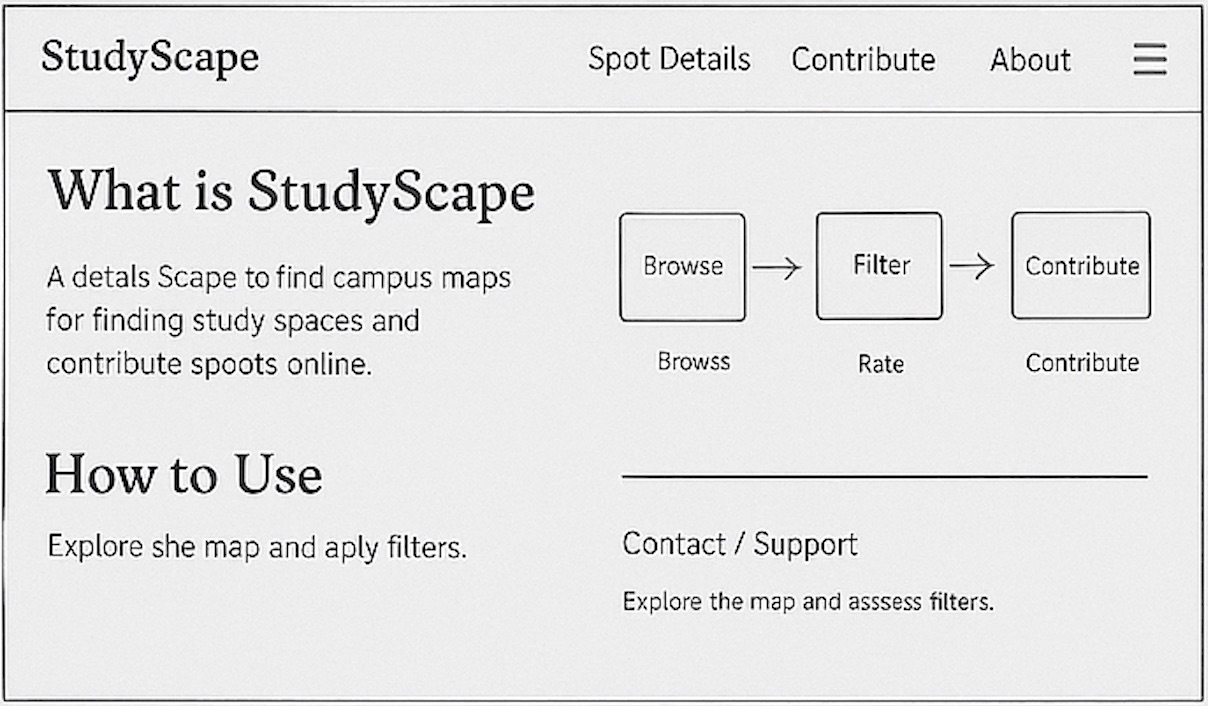 StudyScape
Spot Details Contribute About
What is StudyScape
A detals Scape to find campus maps
for finding study spaces and
contribute spoots online.
How to Use
Explore she map and aply filters.
Browse Filter Contribute
Browss Rate Contribute
Contact / Support
Explore the map and asssess filters.